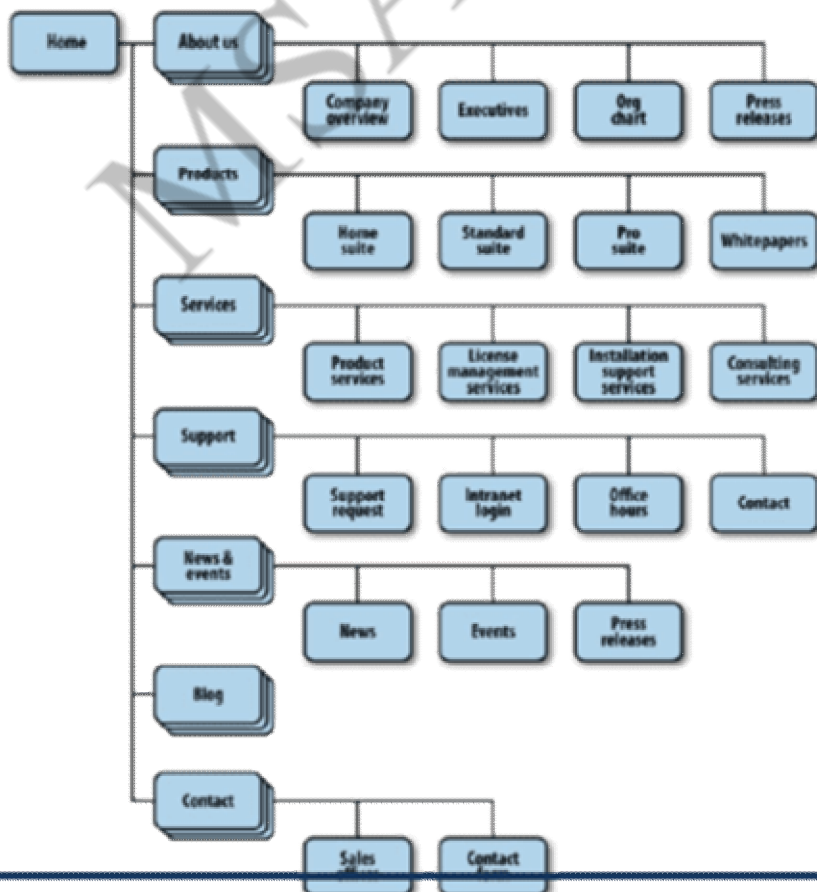 Home
About us
Company
overview
Executives
Org
chart
Press
releases
Products
Home
suite
Standard
suite
Pro
suite
Whitepapers
Services
Product
services
License
management
services
Installation
support
services
Consulting
services
Support
Support
request
Intranet
login
Office
hours
Contact
News &
events
News
Events
Press
releases
Blog
Contact
Sales
Contact